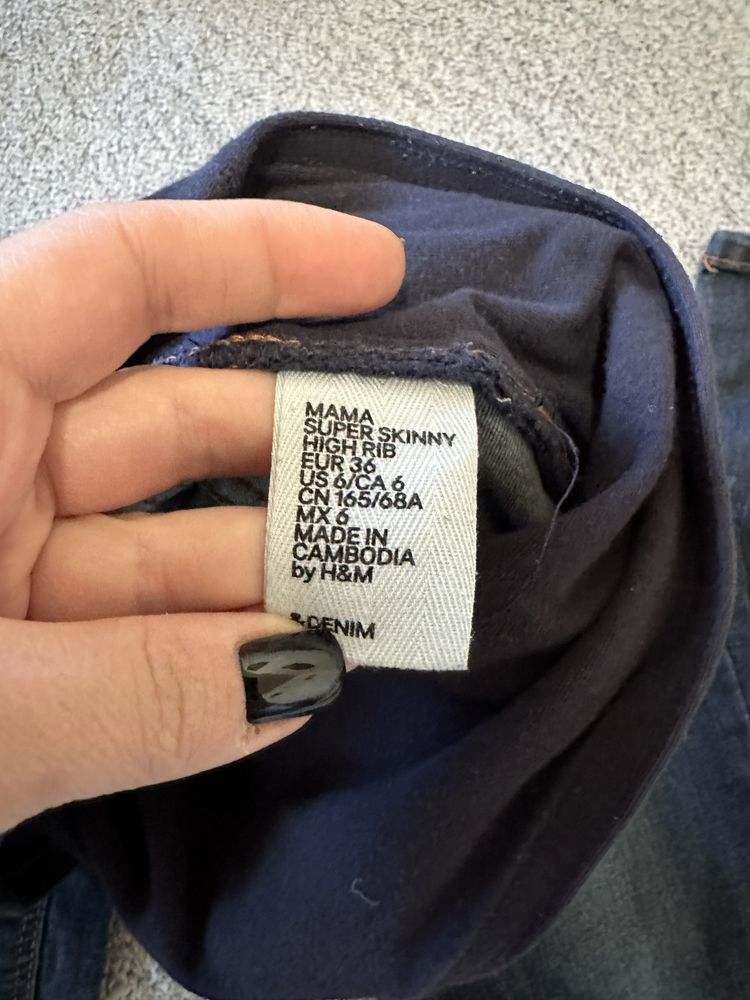 MAMA
SUPER SKINNY
HIGH RIB
EUR 36
US 6/CA 6
CN 165/68A
MX 6
MADE IN
CAMBODIA
by H&M
&DENIM